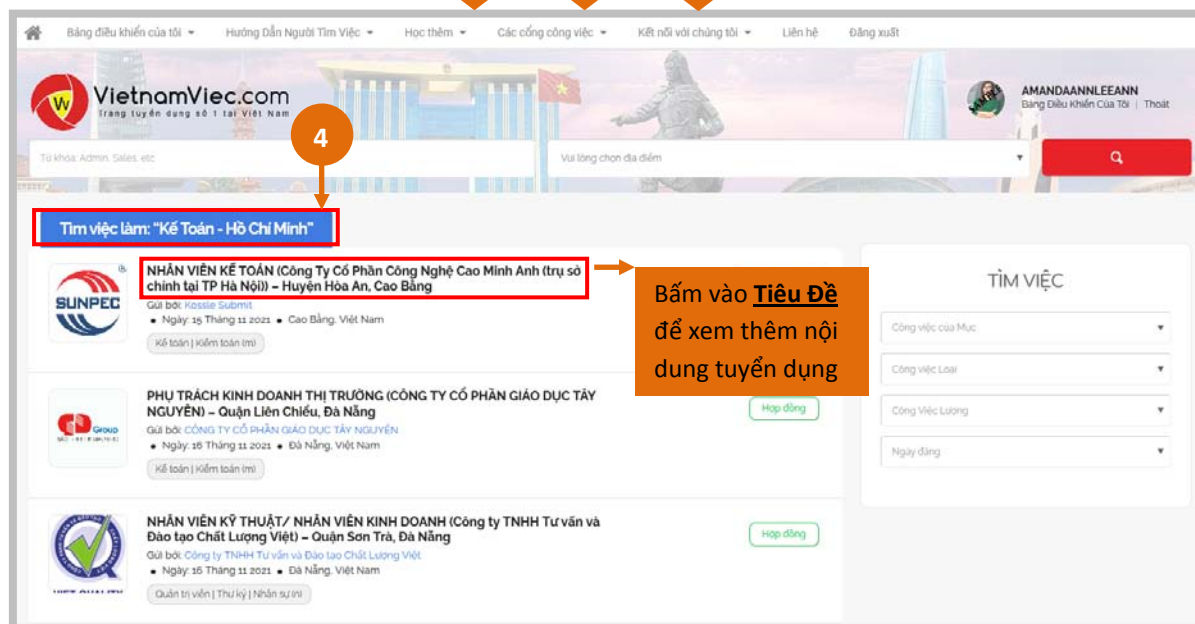 Bảng điều khiển của tôi
Hướng Dẫn Người Tìm Việc
Học thêm
Các cổng công việc
Kết nối với chúng tôi
Liên hệ
Đăng xuất
W
VietnamViec.com
Trang tuyển dụng số 1 tại Việt Nam
AMANDAANNLEEANN
Bảng Điều Khiển Của Tôi | Thoát
4
Từ khóa: Admin, Sales, etc
Vui lòng chọn địa điểm
Tìm việc làm: "Kế Toán - Hồ Chí Minh"
SUNPEC
NHÂN VIÊN KẾ TOÁN (Công Ty Cổ Phần Công Nghệ Cao Minh Anh (trụ sở
chính tại TP Hà Nội)) – Huyện Hòa An, Cao Bằng
Gửi bởi: Kossle Submit
• Ngày: 15 Tháng 11 2021 • Cao Bằng, Việt Nam
Kế toán | Kiểm toán (m)
Bấm vào Tiêu Đề
để xem thêm nội
dung tuyển dụng
Group
PHỤ TRÁCH KINH DOANH THỊ TRƯỜNG (CÔNG TY CỔ PHẦN GIÁO DỤC TÂY
NGUYÊN) – Quận Liên Chiểu, Đà Nẵng
Gửi bởi: CÔNG TY CỔ PHẦN GIÁO DỤC TÂY NGUYÊN
• Ngày: 16 Tháng 11 2021 • Đà Nẵng, Việt Nam
Kế toán | Kiểm toán (m)
Hợp đồng
VIET QUALITY
NHÂN VIÊN KỸ THUẬT/ NHÂN VIÊN KINH DOANH (Công ty TNHH Tư vấn và
Đào tạo Chất Lượng Việt) – Quận Sơn Trà, Đà Nẵng
Gửi bởi: Công ty TNHH Tư vấn và Đào tạo Chất Lượng Việt
• Ngày: 16 Tháng 11 2021 • Đà Nẵng, Việt Nam
Quản trị viên | Thư ký | Nhân sự (n)
Hợp đồng
TÌM VIỆC
Công việc của Mục
Công việc Loại
Công Việc Lương
Ngày đăng